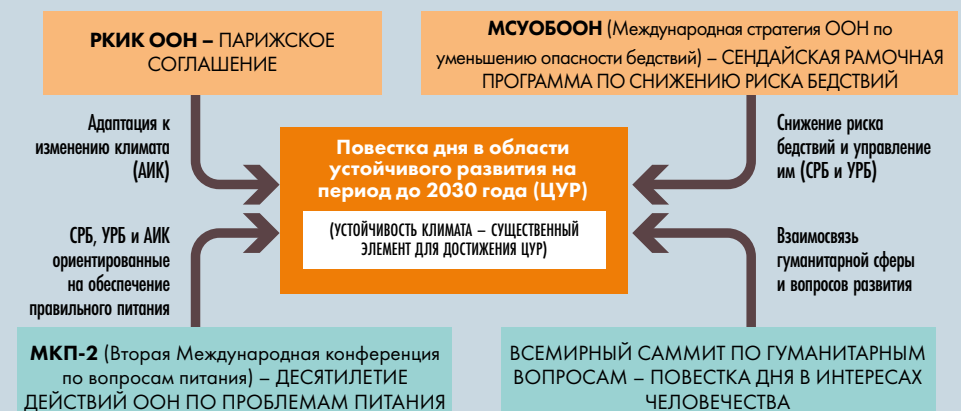 РКИК ООН – ПАРИЖСКОЕ
СОГЛАШЕНИЕ
МСУОБООН (Международная стратегия ООН по
уменьшению опасности бедствий) – СЕНДАЙСКАЯ РАМОЧНАЯ
ПРОГРАММА ПО СНИЖЕНИЮ РИСКА БЕДСТВИЙ
Адаптация к
изменению климата
(АИК)
Повестка дня в области
устойчивого развития на
период до 2030 года (ЦУР)
(УСТОЙЧИВОСТЬ КЛИМАТА – СУЩЕСТВЕННЫЙ
ЭЛЕМЕНТ ДЛЯ ДОСТИЖЕНИЯ ЦУР)
Снижение риска
бедствий и управление
им (СРБ и УРБ)
СРБ, УРБ и АИК
ориентированные
на обеспечение
правильного питания
Взаимосвязь
гуманитарной сферы
и вопросов развития
МКП-2 (Вторая Международная конференция
по вопросам питания) – ДЕСЯТИЛЕТИЕ
ДЕЙСТВИЙ ООН ПО ПРОБЛЕМАМ ПИТАНИЯ
ВСЕМИРНЫЙ САММИТ ПО ГУМАНИТАРНЫМ
ВОПРОСАМ – ПОВЕСТКА ДНЯ В ИНТЕРЕСАХ
ЧЕЛОВЕЧЕСТВА